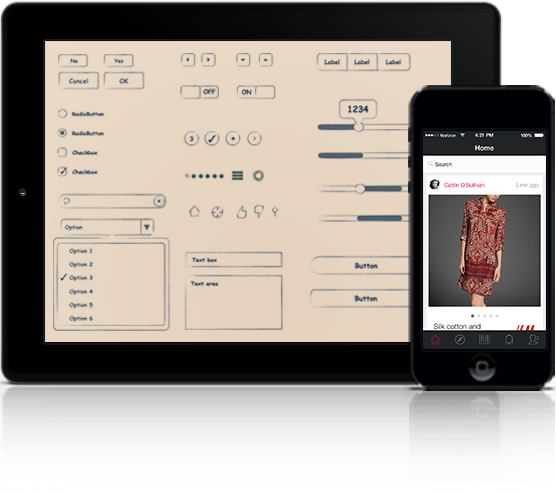 No Yes
Cancel OK
RadioButton
RadioButton
Checkbox
Checkbox
Option
Option 1
Option 2
Option 3
Option 4
Option 5
Option 6
OFF ON
3
Text box
Text area
Label Label Label
1234
Button
Button
Verizon 4:21 PM 100%
Home
Search
Caitlin O'Sullivan 3 min ago
Silk cotton and